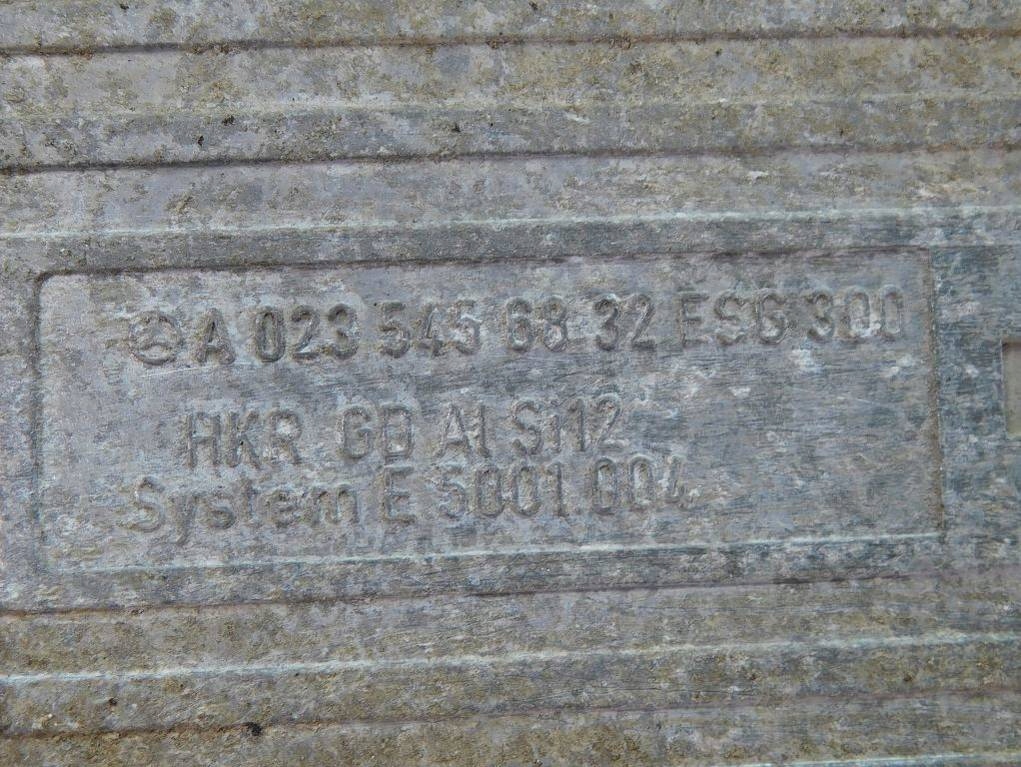 A 023 545 68 32 ESG 300
HKR GD Al Si12
System E 5001.004